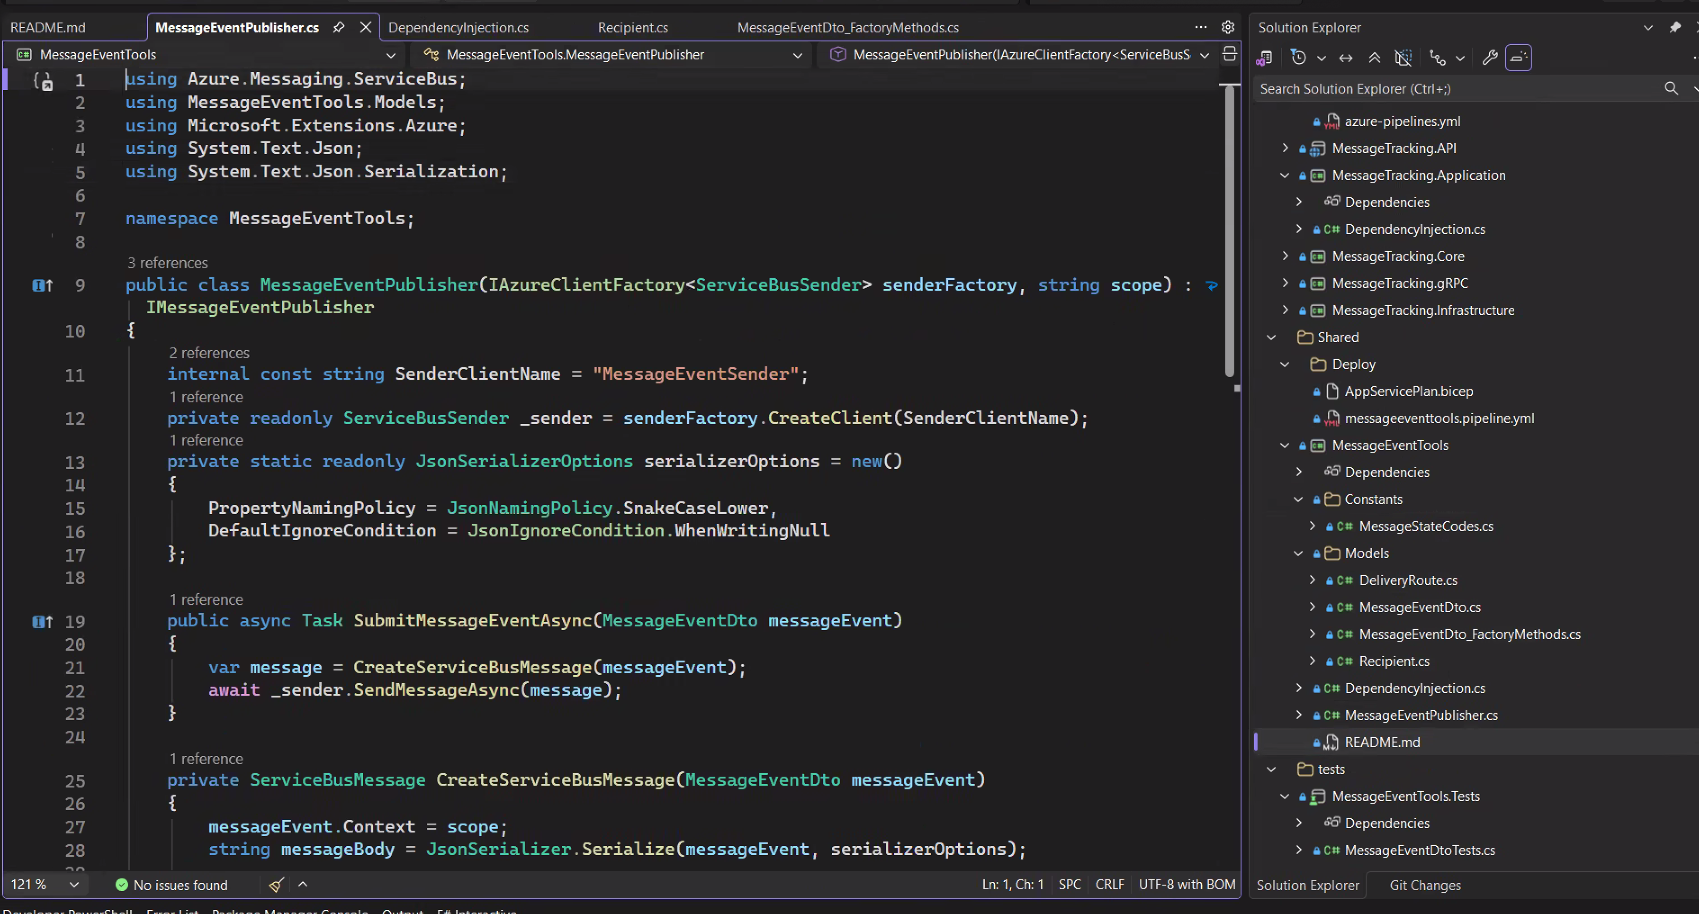 README.md
MessageEventPublisher.cs
DependencyInjection.cs
Recipient.cs
MessageEventDto_FactoryMethods.cs
MessageEventTools
MessageEventTools.MessageEventPublisher
MessageEventPublisher(IAzureClientFactory<ServiceBusS
1 using Azure.Messaging.ServiceBus;
2 using MessageEventTools.Models;
3 using Microsoft.Extensions.Azure;
4 using System.Text.Json;
5 using System.Text.Json.Serialization;
6
7 namespace MessageEventTools;
8
3 references
9 public class MessageEventPublisher(IAzureClientFactory<ServiceBusSender> senderFactory, string scope) :
IMessageEventPublisher
10 {
2 references
11 internal const string SenderClientName = "MessageEventSender";
1 reference
12 private readonly ServiceBusSender _sender = senderFactory.CreateClient(SenderClientName);
1 reference
13 private static readonly JsonSerializerOptions serializerOptions = new()
14 {
15 PropertyNamingPolicy = JsonNamingPolicy.SnakeCaseLower,
16 DefaultIgnoreCondition = JsonIgnoreCondition.WhenWritingNull
17 };
18
1 reference
19 public async Task SubmitMessageEventAsync(MessageEventDto messageEvent)
20 {
21 var message = CreateServiceBusMessage(messageEvent);
22 await _sender.SendMessageAsync(message);
23 }
24
1 reference
25 private ServiceBusMessage CreateServiceBusMessage(MessageEventDto messageEvent)
26 {
27 messageEvent.Context = scope;
28 string messageBody = JsonSerializer.Serialize(messageEvent, serializerOptions);
121 %
No issues found
Ln: 1, Ch: 1
SPC
CRLF
UTF-8 with BOM
Solution Explorer
Search Solution Explorer (Ctrl+;)
azure-pipelines.yml
MessageTracking.API
MessageTracking.Application
Dependencies
C# DependencyInjection.cs
MessageTracking.Core
MessageTracking.gRPC
MessageTracking.Infrastructure
Shared
Deploy
AppServicePlan.bicep
messageeventtools.pipeline.yml
MessageEventTools
Dependencies
Constants
C# MessageStateCodes.cs
Models
C# DeliveryRoute.cs
C# MessageEventDto.cs
C# MessageEventDto_FactoryMethods.cs
C# Recipient.cs
C# DependencyInjection.cs
C# MessageEventPublisher.cs
README.md
tests
MessageEventTools.Tests
Dependencies
C# MessageEventDtoTests.cs
Solution Explorer
Git Changes
Developer PowerShell
Error List
Package Manager Console
Output
F# Interactive